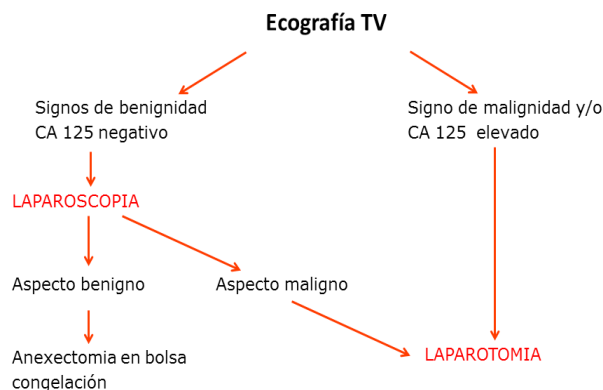 Ecografía TV
Signos de benignidad
CA 125 negativo
Signo de malignidad y/o
CA 125 elevado
LAPAROSCOPIA
Aspecto benigno
Aspecto maligno
Anexectomia en bolsa
congelación
LAPAROTOMIA